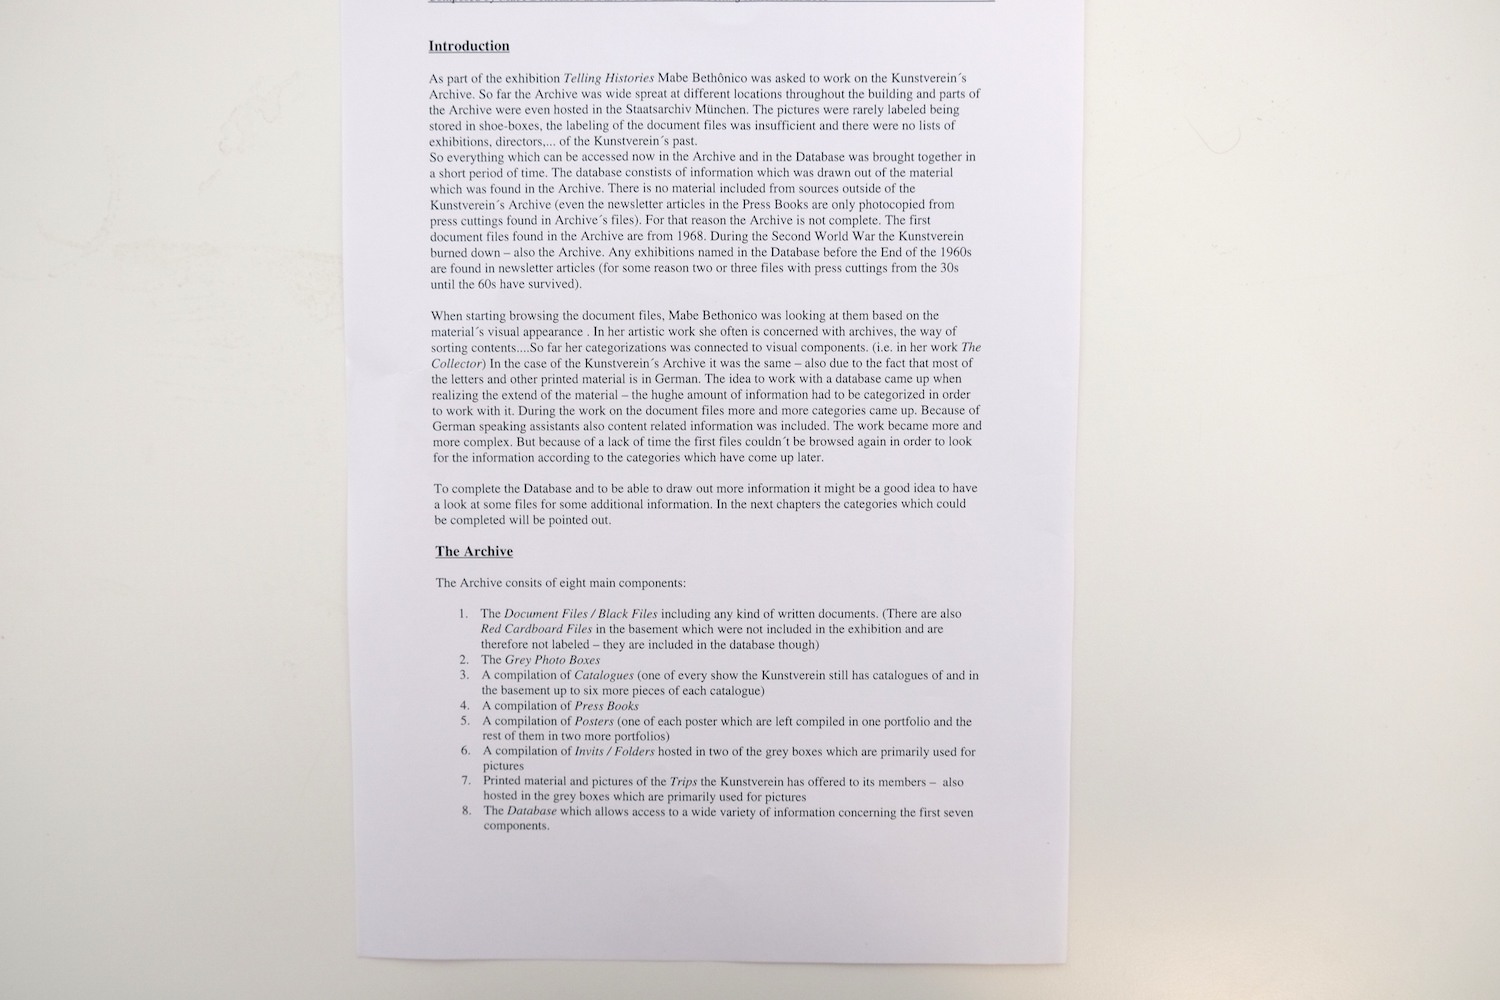 Introduction
As part of the exhibition Telling Histories Mabe Bethônico was asked to work on the Kunstverein´s
Archive. So far the Archive was wide spreat at different locations throughout the building and parts of
the Archive were even hosted in the Staatsarchiv München. The pictures were rarely labeled being
stored in shoe-boxes, the labeling of the document files was insufficient and there were no lists of
exhibitions, directors,... of the Kunstverein´s past.
So everything which can be accessed now in the Archive and in the Database was brought together in
a short period of time. The database constists of information which was drawn out of the material
which was found in the Archive. There is no material included from sources outside of the
Kunstverein´s Archive (even the newsletter articles in the Press Books are only photocopied from
press cuttings found in Archive´s files). For that reason the Archive is not complete. The first
document files found in the Archive are from 1968. During the Second World War the Kunstverein
burned down – also the Archive. Any exhibitions named in the Database before the End of the 1960s
are found in newsletter articles (for some reason two or three files with press cuttings from the 30s
until the 60s have survived).
When starting browsing the document files, Mabe Bethonico was looking at them based on the
material´s visual appearance . In her artistic work she often is concerned with archives, the way of
sorting contents....So far her categorizations was connected to visual components. (i.e. in her work The
Collector) In the case of the Kunstverein´s Archive it was the same – also due to the fact that most of
the letters and other printed material is in German. The idea to work with a database came up when
realizing the extend of the material – the hughe amount of information had to be categorized in order
to work with it. During the work on the document files more and more categories came up. Because of
German speaking assistants also content related information was included. The work became more and
more complex. But because of a lack of time the first files couldn´t be browsed again in order to look
for the information according to the categories which have come up later.
To complete the Database and to be able to draw out more information it might be a good idea to have
a look at some files for some additional information. In the next chapters the categories which could
be completed will be pointed out.
The Archive
The Archive consits of eight main components:
1. The Document Files / Black Files including any kind of written documents. (There are also
Red Cardboard Files in the basement which were not included in the exhibition and are
therefore not labeled – they are included in the database though)
2. The Grey Photo Boxes
3. A compilation of Catalogues (one of every show the Kunstverein still has catalogues of and in
the basement up to six more pieces of each catalogue)
4. A compilation of Press Books
5. A compilation of Posters (one of each poster which are left compiled in one portfolio and the
rest of them in two more portfolios)
6. A compilation of Invits / Folders hosted in two of the grey boxes which are primarily used for
pictures
7. Printed material and pictures of the Trips the Kunstverein has offered to its members – also
hosted in the grey boxes which are primarily used for pictures
8. The Database which allows access to a wide variety of information concerning the first seven
components.